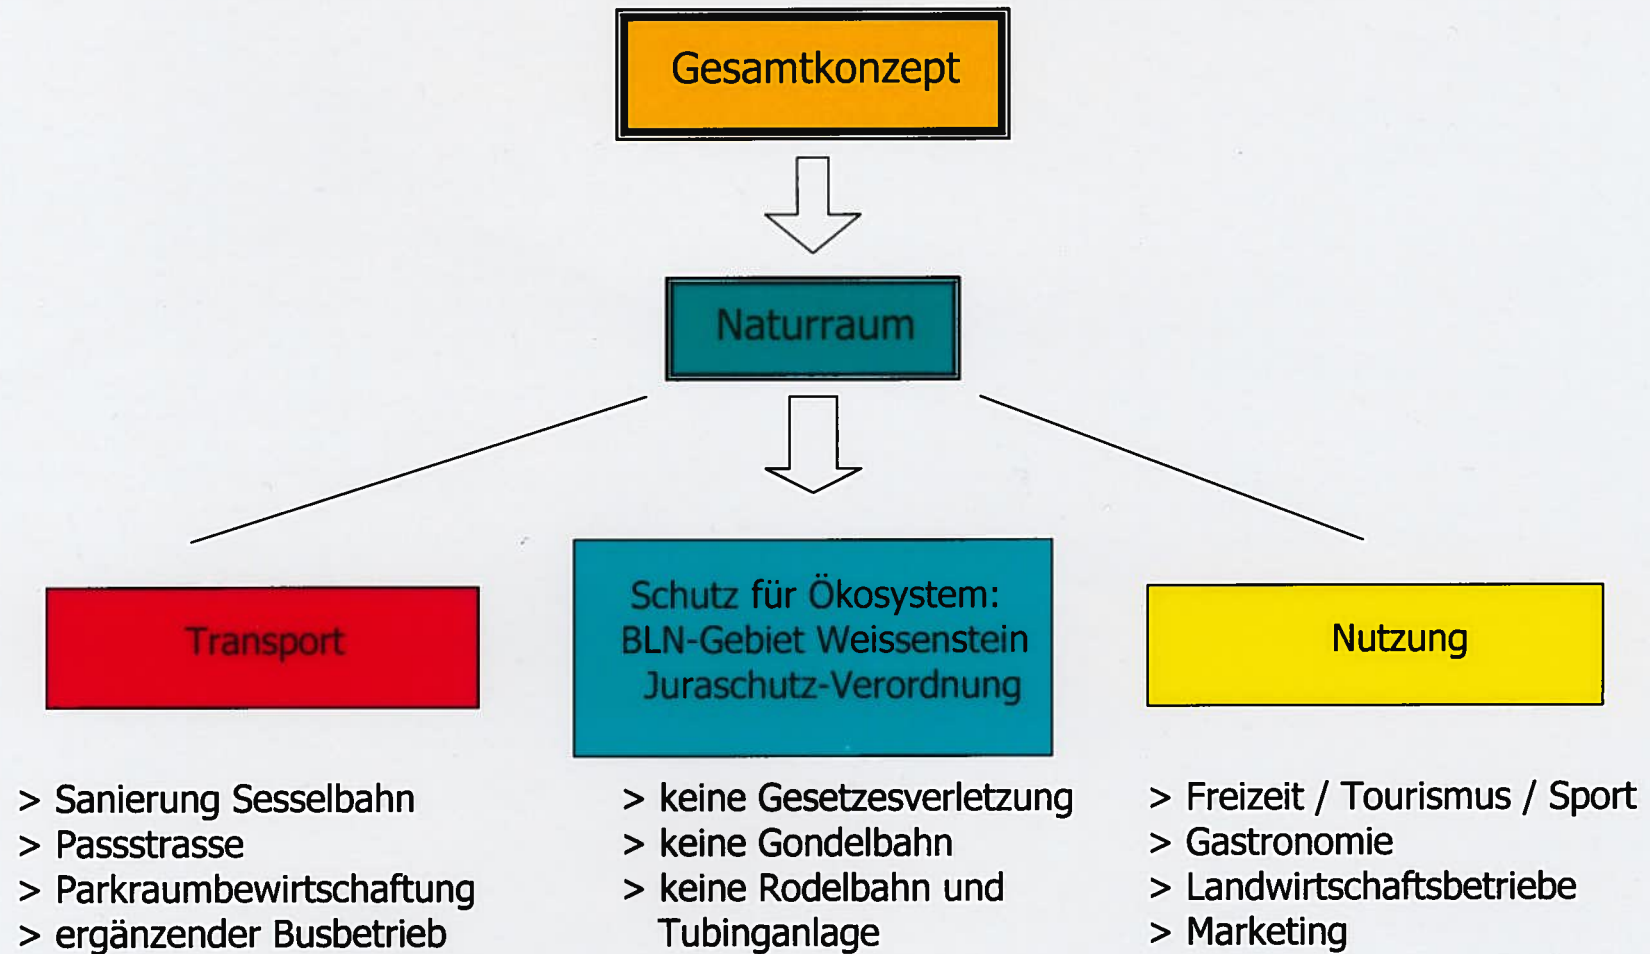 Gesamtkonzept
Naturraum
Transport
> Sanierung Sesselbahn
> Passstrasse
> Parkraumbewirtschaftung
> ergänzender Busbetrieb
Schutz für Ökosystem:
BLN-Gebiet Weissenstein
Juraschutz-Verordnung
> keine Gesetzesverletzung
> keine Gondelbahn
> keine Rodelbahn und
Tubinganlage
Nutzung
> Freizeit / Tourismus / Sport
> Gastronomie
> Landwirtschaftsbetriebe
> Marketing